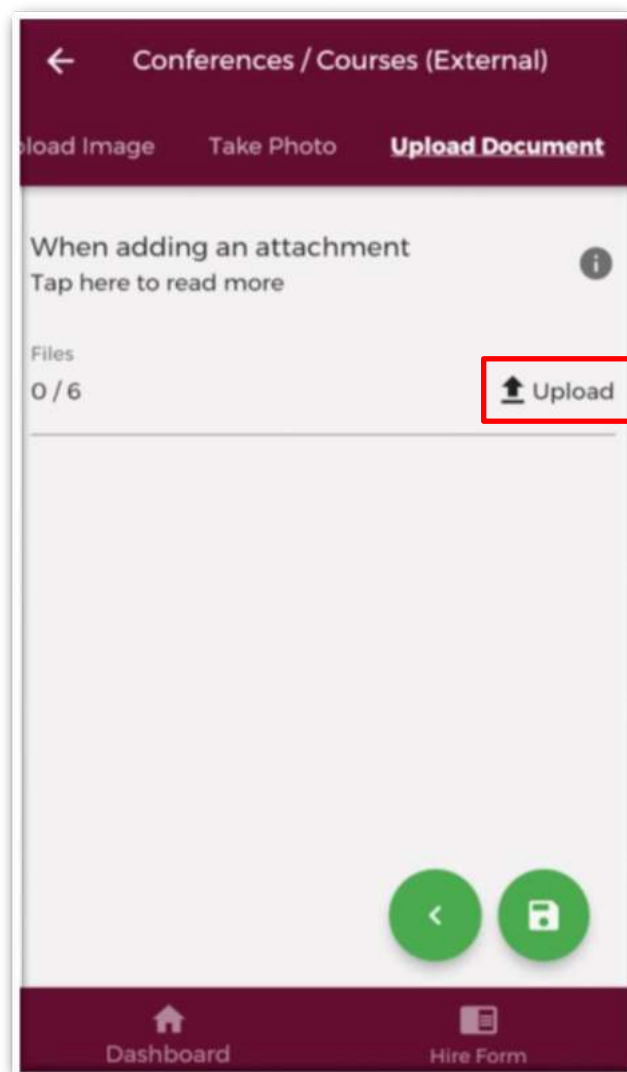 Conferences / Courses (External)
pload Image Take Photo Upload Document
When adding an attachment
Tap here to read more
Files
0 / 6
Upload
Dashboard Hire Form